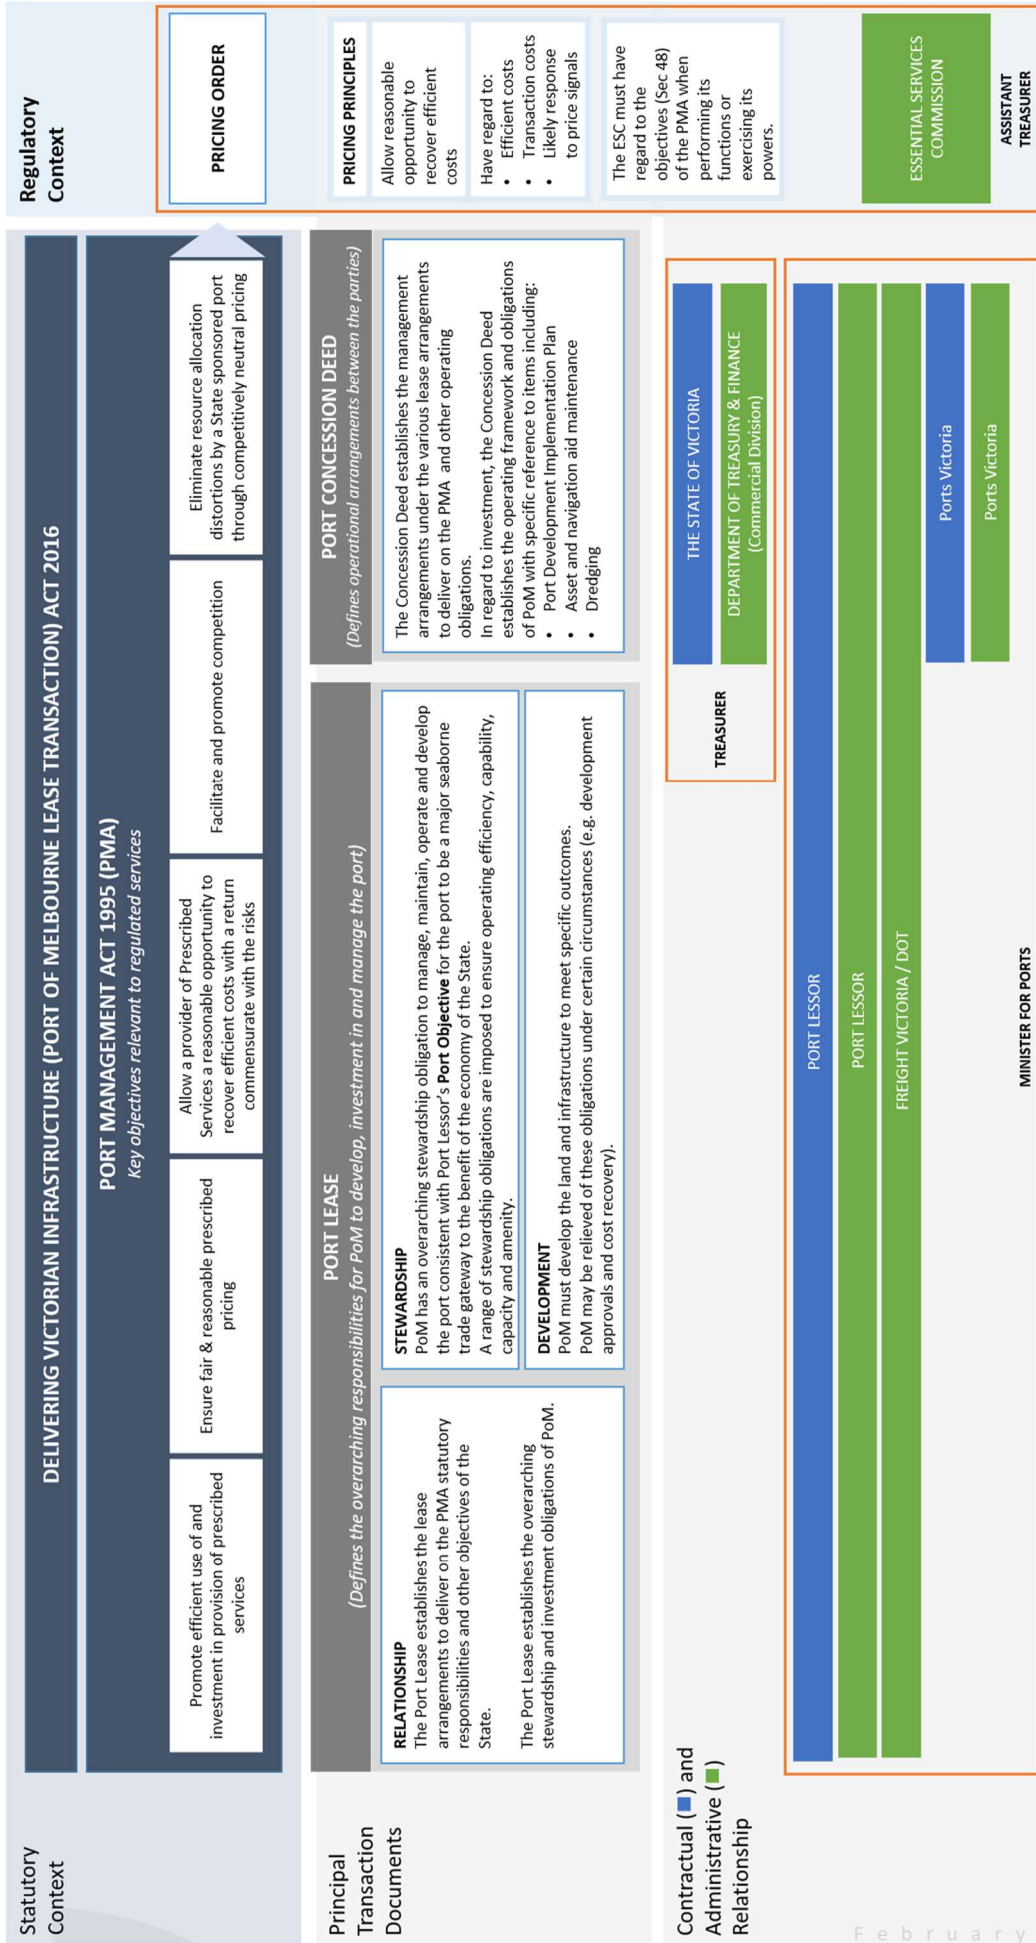 Statutory
Context
DELIVERING VICTORIAN INFRASTRUCTURE (PORT OF MELBOURNE LEASE TRANSACTION) ACT 2016
PORT MANAGEMENT ACT 1995 (PMA)
Key objectives relevant to regulated services
Promote efficient use of and
investment in provision of prescribed
services
Ensure fair & reasonable prescribed
pricing
Allow a provider of Prescribed
Services a reasonable opportunity to
recover efficient costs with a return
commensurate with the risks
Facilitate and promote competition
Eliminate resource allocation
distortions by a State sponsored port
through competitively neutral pricing
Regulatory
Context
PRICING ORDER
PRICING PRINCIPLES
Allow reasonable
opportunity to
recover efficient
costs
Have regard to:
• Efficient costs
• Transaction costs
• Likely response
to price signals
The ESC must have
regard to the
objectives (Sec 48)
of the PMA when
performing its
functions or
exercising its
powers.
ESSENTIAL SERVICES
COMMISSION
ASSISTANT
TREASURER
Principal
Transaction
Documents
PORT LEASE
(Defines the overarching responsibilities for PoM to develop, investment in and manage the port)
RELATIONSHIP
The Port Lease establishes the lease
arrangements to deliver on the PMA statutory
responsibilities and other objectives of the
State.
The Port Lease establishes the overarching
stewardship and investment obligations of PoM.
STEWARDSHIP
PoM has an overarching stewardship obligation to manage, maintain, operate and develop
the port consistent with Port Lessor's Port Objective for the port to be a major seaborne
trade gateway to the benefit of the economy of the State.
A range of stewardship obligations are imposed to ensure operating efficiency, capability,
capacity and amenity.
DEVELOPMENT
PoM must develop the land and infrastructure to meet specific outcomes.
PoM may be relieved of these obligations under certain circumstances (e.g. development
approvals and cost recovery).
PORT CONCESSION DEED
(Defines operational arrangements between the parties)
The Concession Deed establishes the management
arrangements under the various lease arrangements
to deliver on the PMA and other operating
obligations.
In regard to investment, the Concession Deed
establishes the operating framework and obligations
of PoM with specific reference to items including:
• Port Development Implementation Plan
• Asset and navigation aid maintenance
• Dredging
Contractual (■) and
Administrative (■)
Relationship
TREASURER
THE STATE OF VICTORIA
DEPARTMENT OF TREASURY & FINANCE
(Commercial Division)
PORT LESSOR
PORT LESSOR
FREIGHT VICTORIA / DOT
Ports Victoria
Ports Victoria
MINISTER FOR PORTS
February